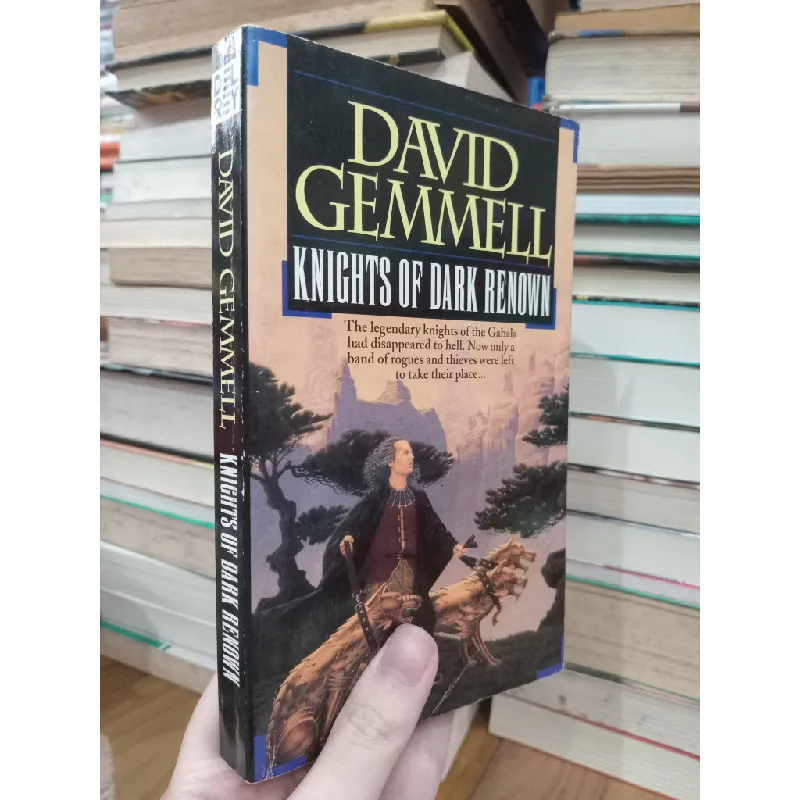 DAVID
GEMMELL
KNIGHTS OF DARK RENOWN
The legendary knights of the Gabala
had disappeared to hell. Now only a
band of rogues and thieves were left
to take their place...
DAVID GEMMELL KNIGHTS OF DARK RENOWN